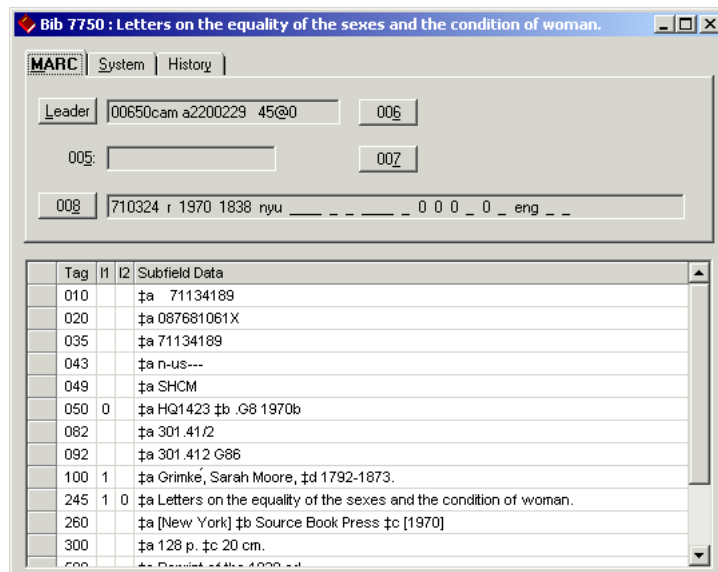 Bib 7750 : Letters on the equality of the sexes and the condition of woman.
MARC System History
Leader 00650cam a2200229 45@0 006
005: 007
008 710324 r 1970 1838 nyu ____ _ _ ____ _ 0 0 0 _ 0 _ eng _ _
Tag I1 I2 Subfield Data
010 ‡a 71134189
020 ‡a 087681061X
035 ‡a 71134189
043 ‡a n-us---
049 ‡a SHCM
050 0 ‡a HQ1423 ‡b .G8 1970b
082 ‡a 301.41/2
092 ‡a 301.412 G86
100 1 ‡a Grimké, Sarah Moore, ‡d 1792-1873.
245 1 0 ‡a Letters on the equality of the sexes and the condition of woman.
260 ‡a [New York] ‡b Source Book Press ‡c [1970]
300 ‡a 128 p. ‡c 20 cm.
‡a Reprint of the 1838 ed.